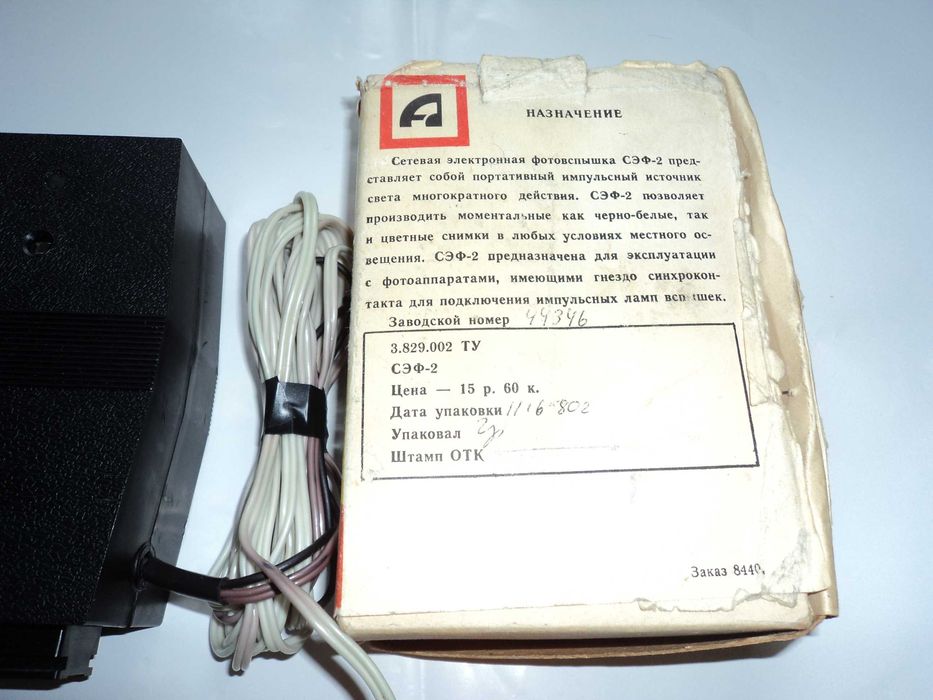 НАЗНАЧЕНИЕ
Сетевая электронная фотовспышка СЭФ-2 пред-
ставляет собой портативный импульсный источник
света многократного действия. СЭФ-2 позволяет
производить моментальные как черно-белые, так
и цветные снимки в любых условиях местного ос-
вещения. СЭФ-2 предназначена для эксплуатации
с фотоаппаратами, имеющими гнездо синхрокон-
такта для подключения импульсных ламп вспышек.
Заводской номер 44346
3.829.002 ТУ
СЭФ-2
Цена — 15 р. 60 к.
Дата упаковки
Упаковал
Штамп ОТК
Заказ 8440.